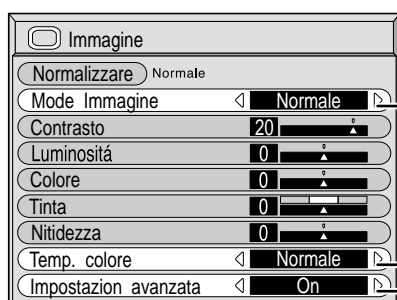 Immagine
Normalizzare Normale
Mode Immagine Normale
Contrasto 20
Luminositá 0
Colore 0
Tinta 0
Nitidezza 0
Temp. colore Normale
Impostazion avanzata On